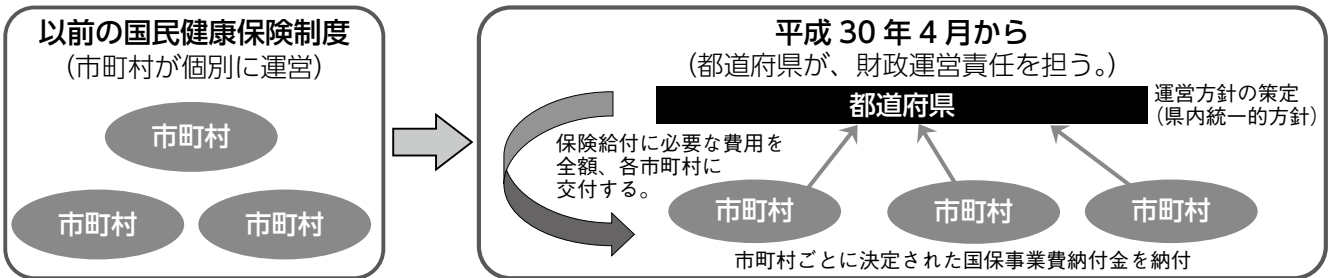 以前の国民健康保険制度
（市町村が個別に運営）
市町村
市町村
市町村
平成 30 年 4 月から
（都道府県が、財政運営責任を担う。）
都道府県
運営方針の策定
（県内統一的方針）
保険給付に必要な費用を
全額、各市町村に
交付する。
市町村
市町村
市町村
市町村ごとに決定された国保事業費納付金を納付